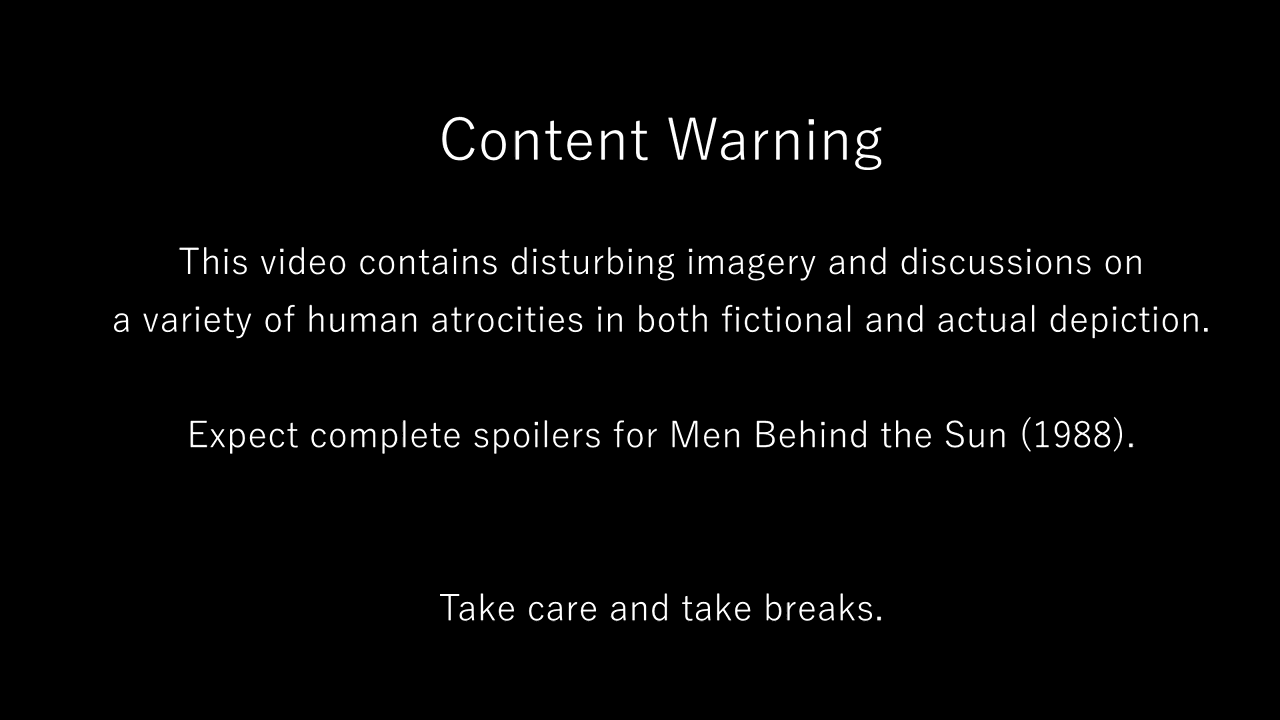 Content Warning
This video contains disturbing imagery and discussions on
a variety of human atrocities in both fictional and actual depiction.
Expect complete spoilers for Men Behind the Sun (1988).
Take care and take breaks.